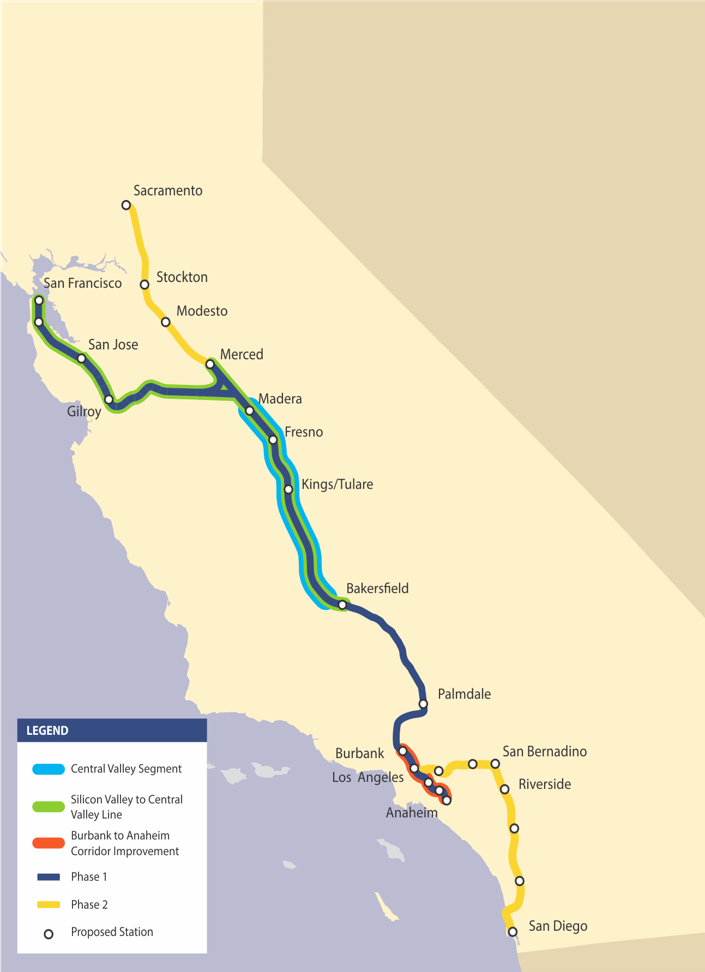 Sacramento
Stockton
San Francisco
Modesto
San Jose
Merced
Madera
Gilroy
Fresno
Kings/Tulare
Bakersfield
Palmdale
Burbank
San Bernadino
Los Angeles
Riverside
Anaheim
San Diego
LEGEND
Central Valley Segment
Silicon Valley to Central
Valley Line
Burbank to Anaheim
Corridor Improvement
Phase 1
Phase 2
Proposed Station